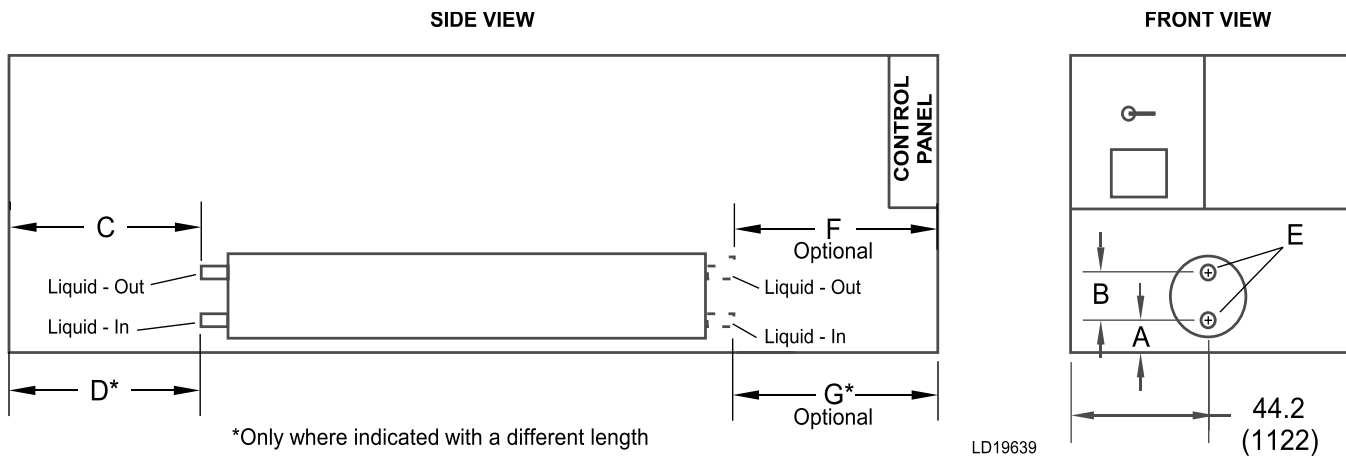 SIDE VIEW
FRONT VIEW
CONTROL
PANEL
C
F
Optional
Liquid - Out
Liquid - Out
Liquid - In
Liquid - In
D*
G*
Optional
*Only where indicated with a different length
LD19639
E
B
A
44.2
(1122)